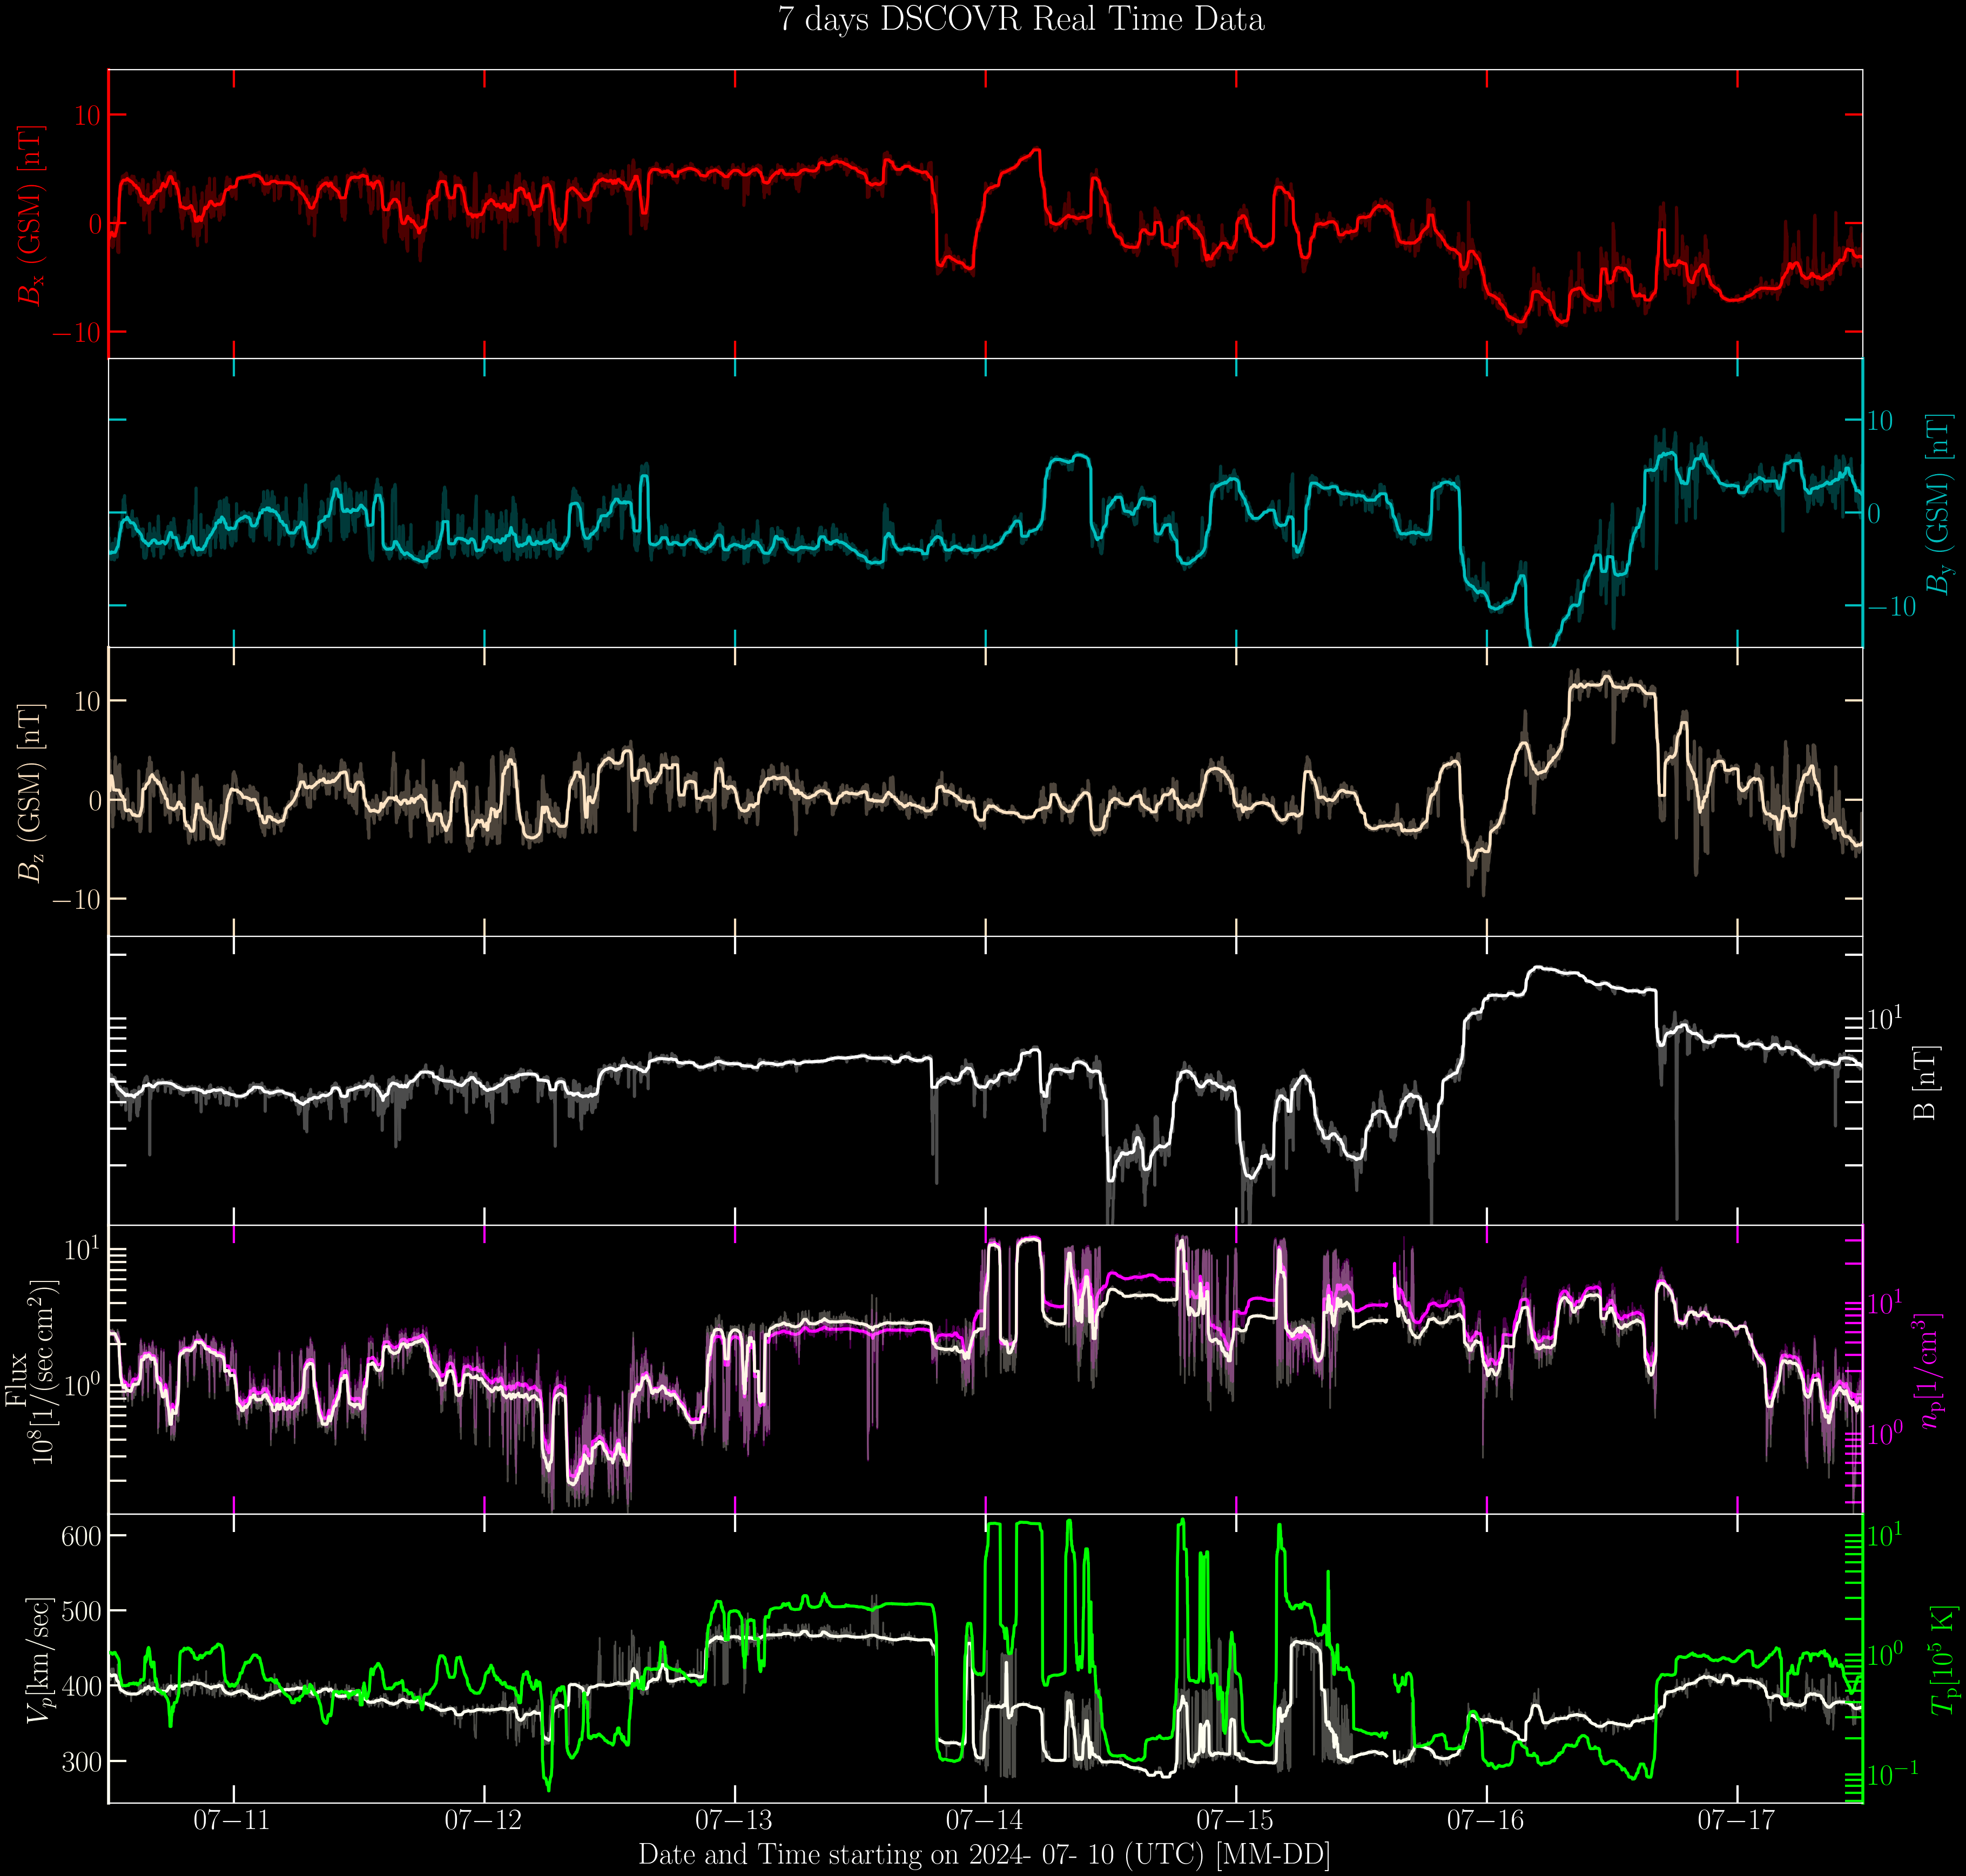 7 days DSCOVR Real Time Data
10
0
−10
Bx (GSM) [nT]
10
0
−10
By (GSM) [nT]
10
0
−10
Bz (GSM) [nT]
10^1
B [nT]
10^1
10^0
Flux
10^8[1/(sec cm^2)]
10^1
10^0
np[1/cm^3]
600
500
400
300
Vp[km/sec]
10^1
10^0
10^−1
Tp[10^5 K]
07−11 07−12 07−13 07−14 07−15 07−16 07−17
Date and Time starting on 2024- 07- 10 (UTC) [MM-DD]